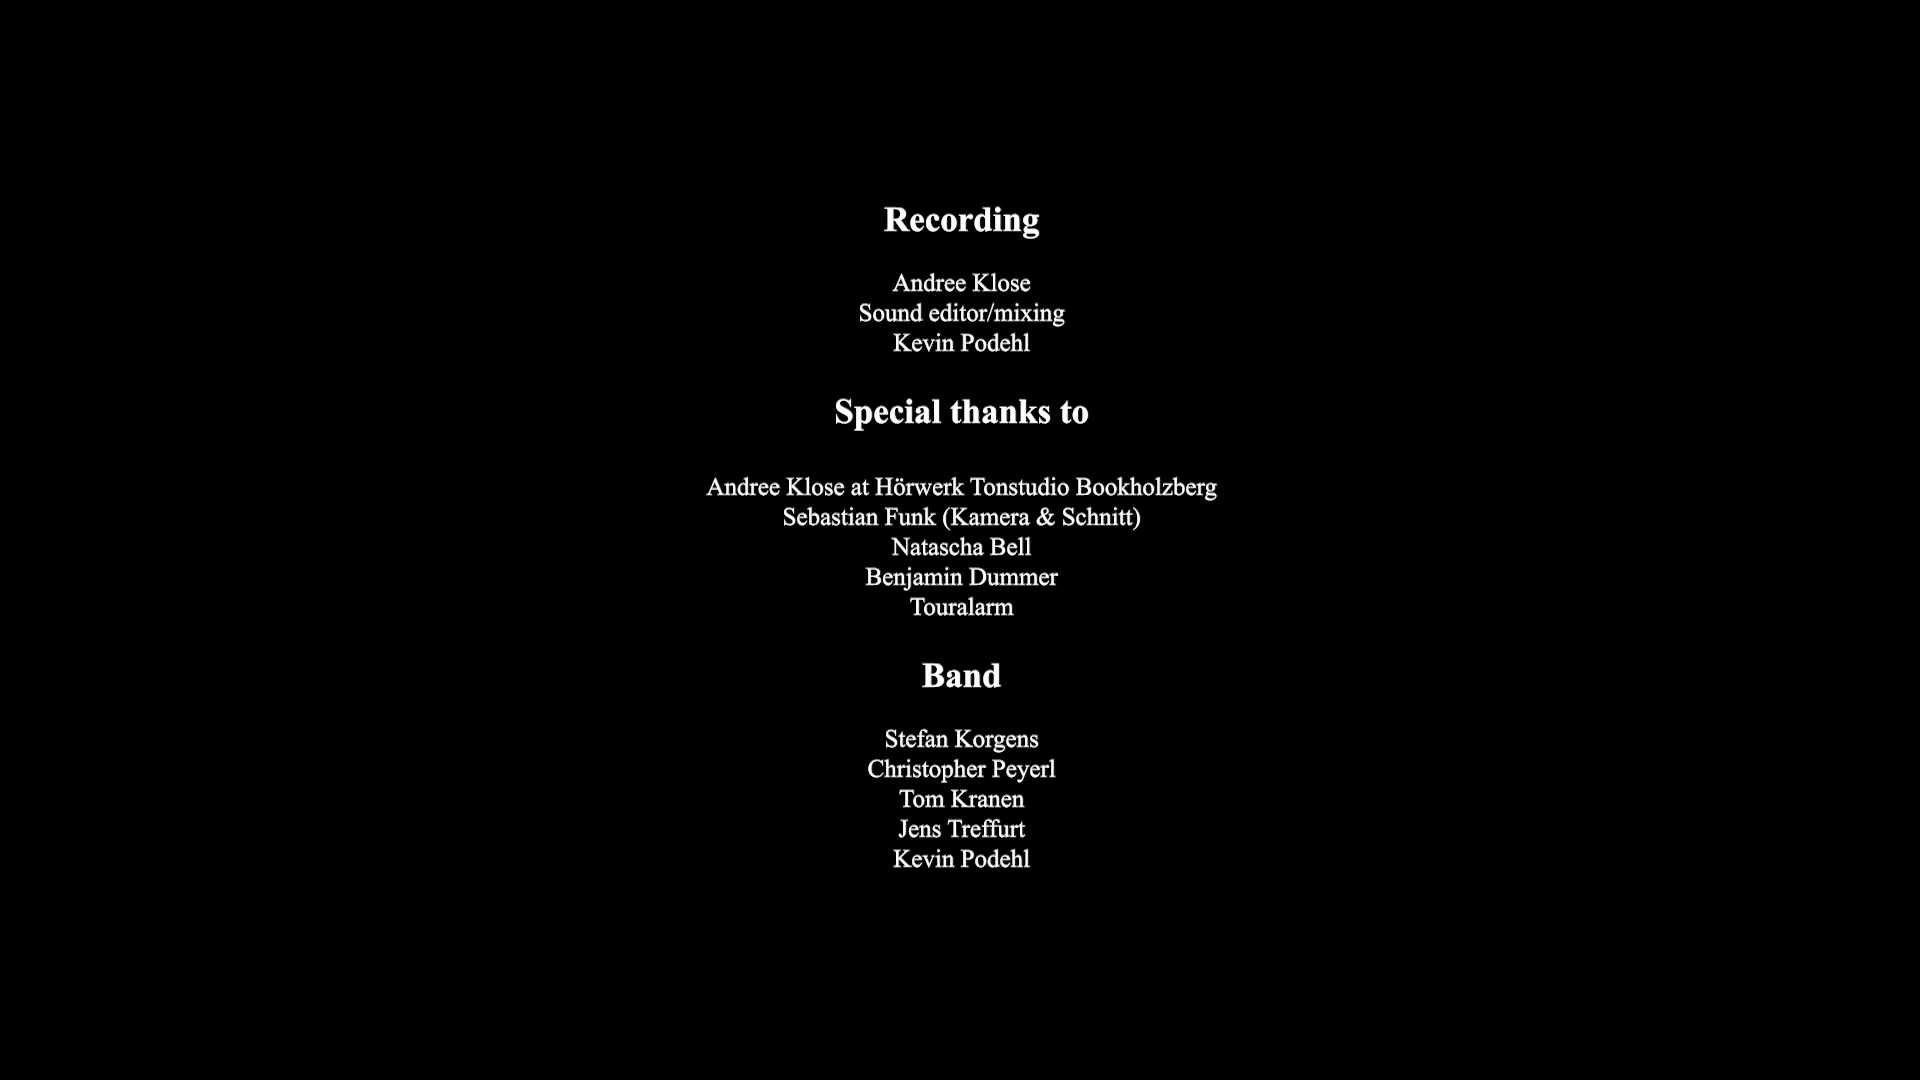 Recording
Andree Klose
Sound editor/mixing
Kevin Podehl
Special thanks to
Andree Klose at Hörwerk Tonstudio Bookholzberg
Sebastian Funk (Kamera & Schnitt)
Natascha Bell
Benjamin Dummer
Touralarm
Band
Stefan Korgens
Christopher Peyerl
Tom Kranen
Jens Treffurt
Kevin Podehl